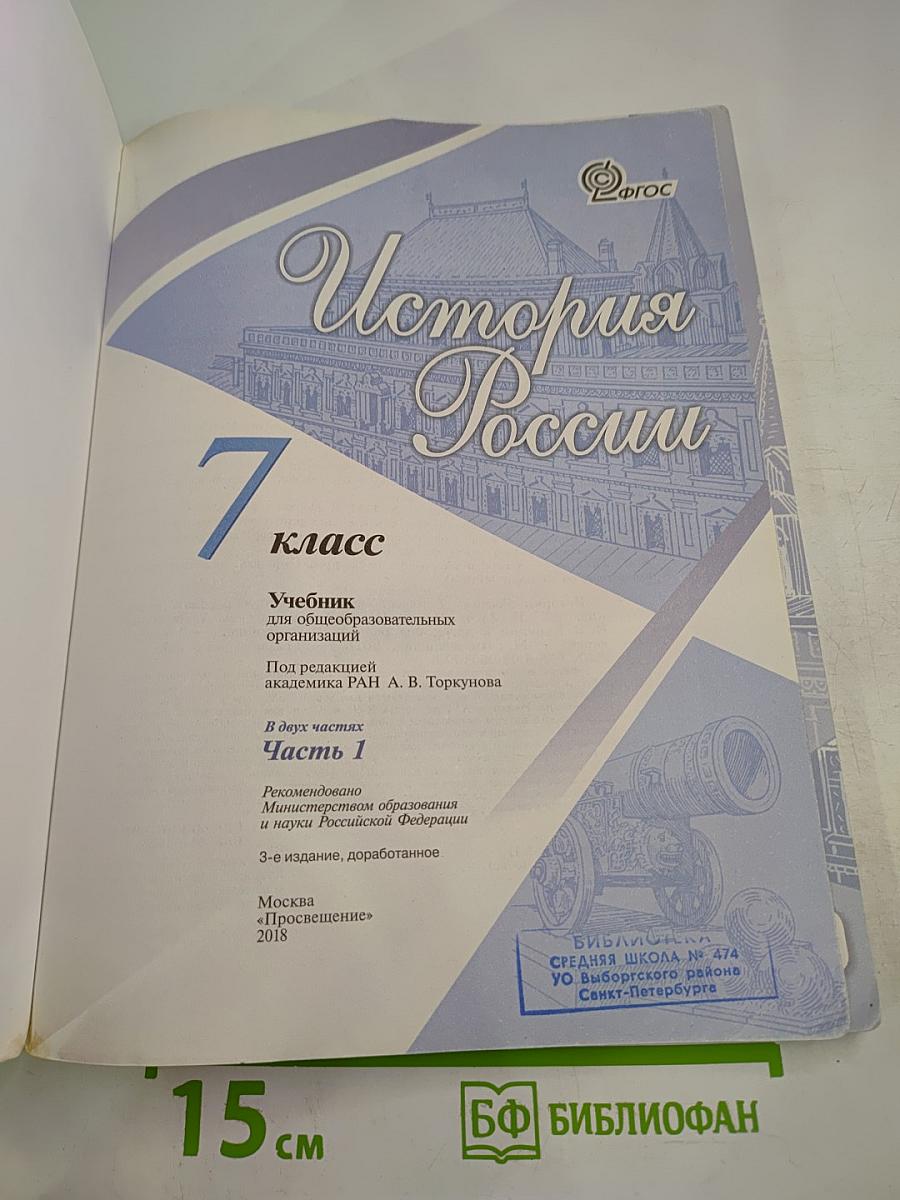 ФГОС
История
России
7 класс
Учебник
для общеобразовательных
организаций
Под редакцией
академика РАН А. В. Торкунова
В двух частях
Часть 1
Рекомендовано
Министерством образования
и науки Российской Федерации
3-е издание, доработанное
Москва
«Просвещение»
2018
БИБЛИОТЕКА
СРЕДНЯЯ ШКОЛА № 474
УО Выборгского района
Санкт-Петербурга
15 см
БФ БИБЛИОФАН